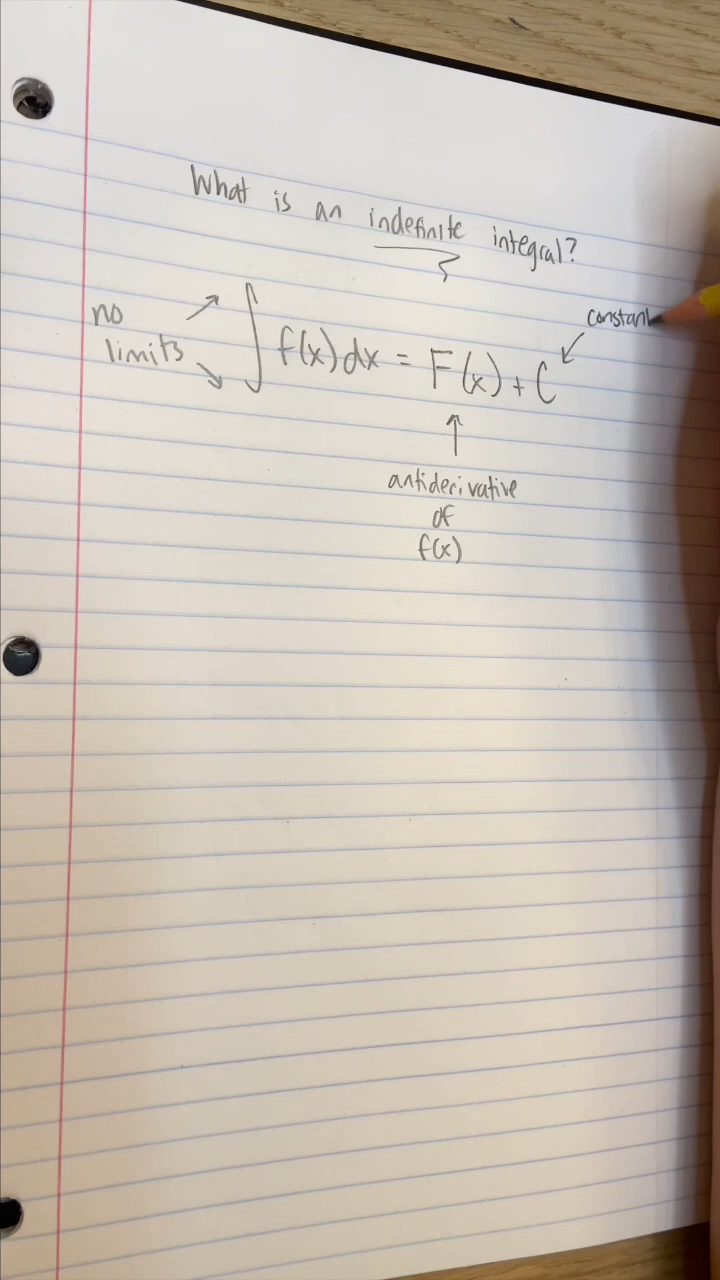 What is an indefinite integral?
no
limits
∫ f(x) dx = F(x) + C
constant
antiderivative
of
f(x)